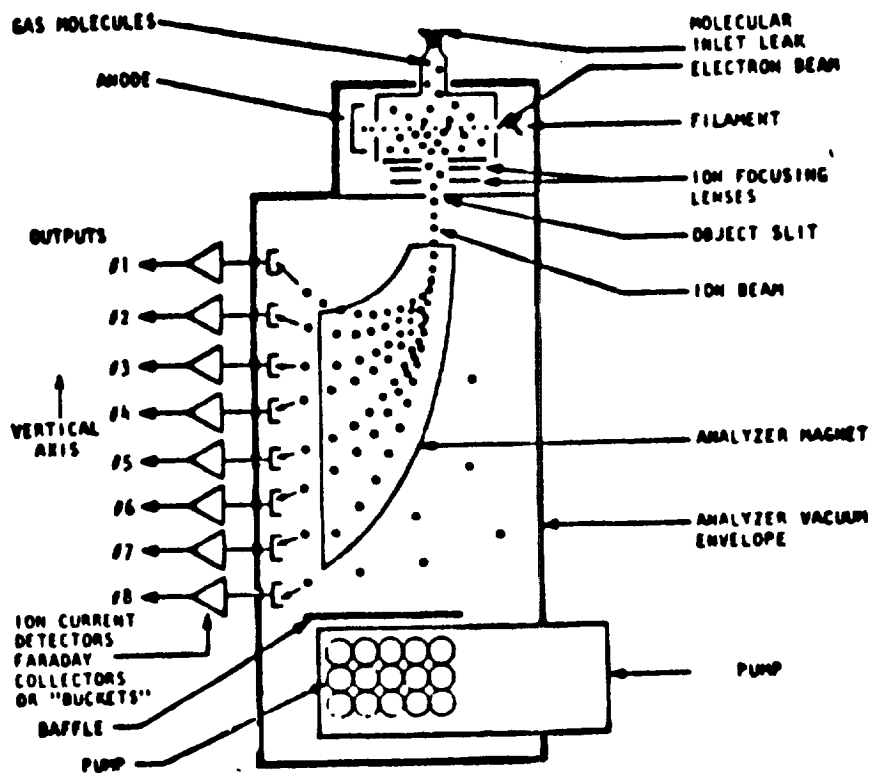 GAS MOLECULES
ANODE
MOLECULAR
INLET LEAK
ELECTRON BEAM
FILAMENT
ION FOCUSING
LENSES
OBJECT SLIT
ION BEAM
OUTPUTS
#1
#2
#3
#4
#5
#6
#7
#8
VERTICAL
AXIS
ANALYZER MAGNET
ANALYZER VACUUM
ENVELOPE
ION CURRENT
DETECTORS
FARADAY
COLLECTORS
OR "BUCKETS"
BAFFLE
PUMP
PUMP